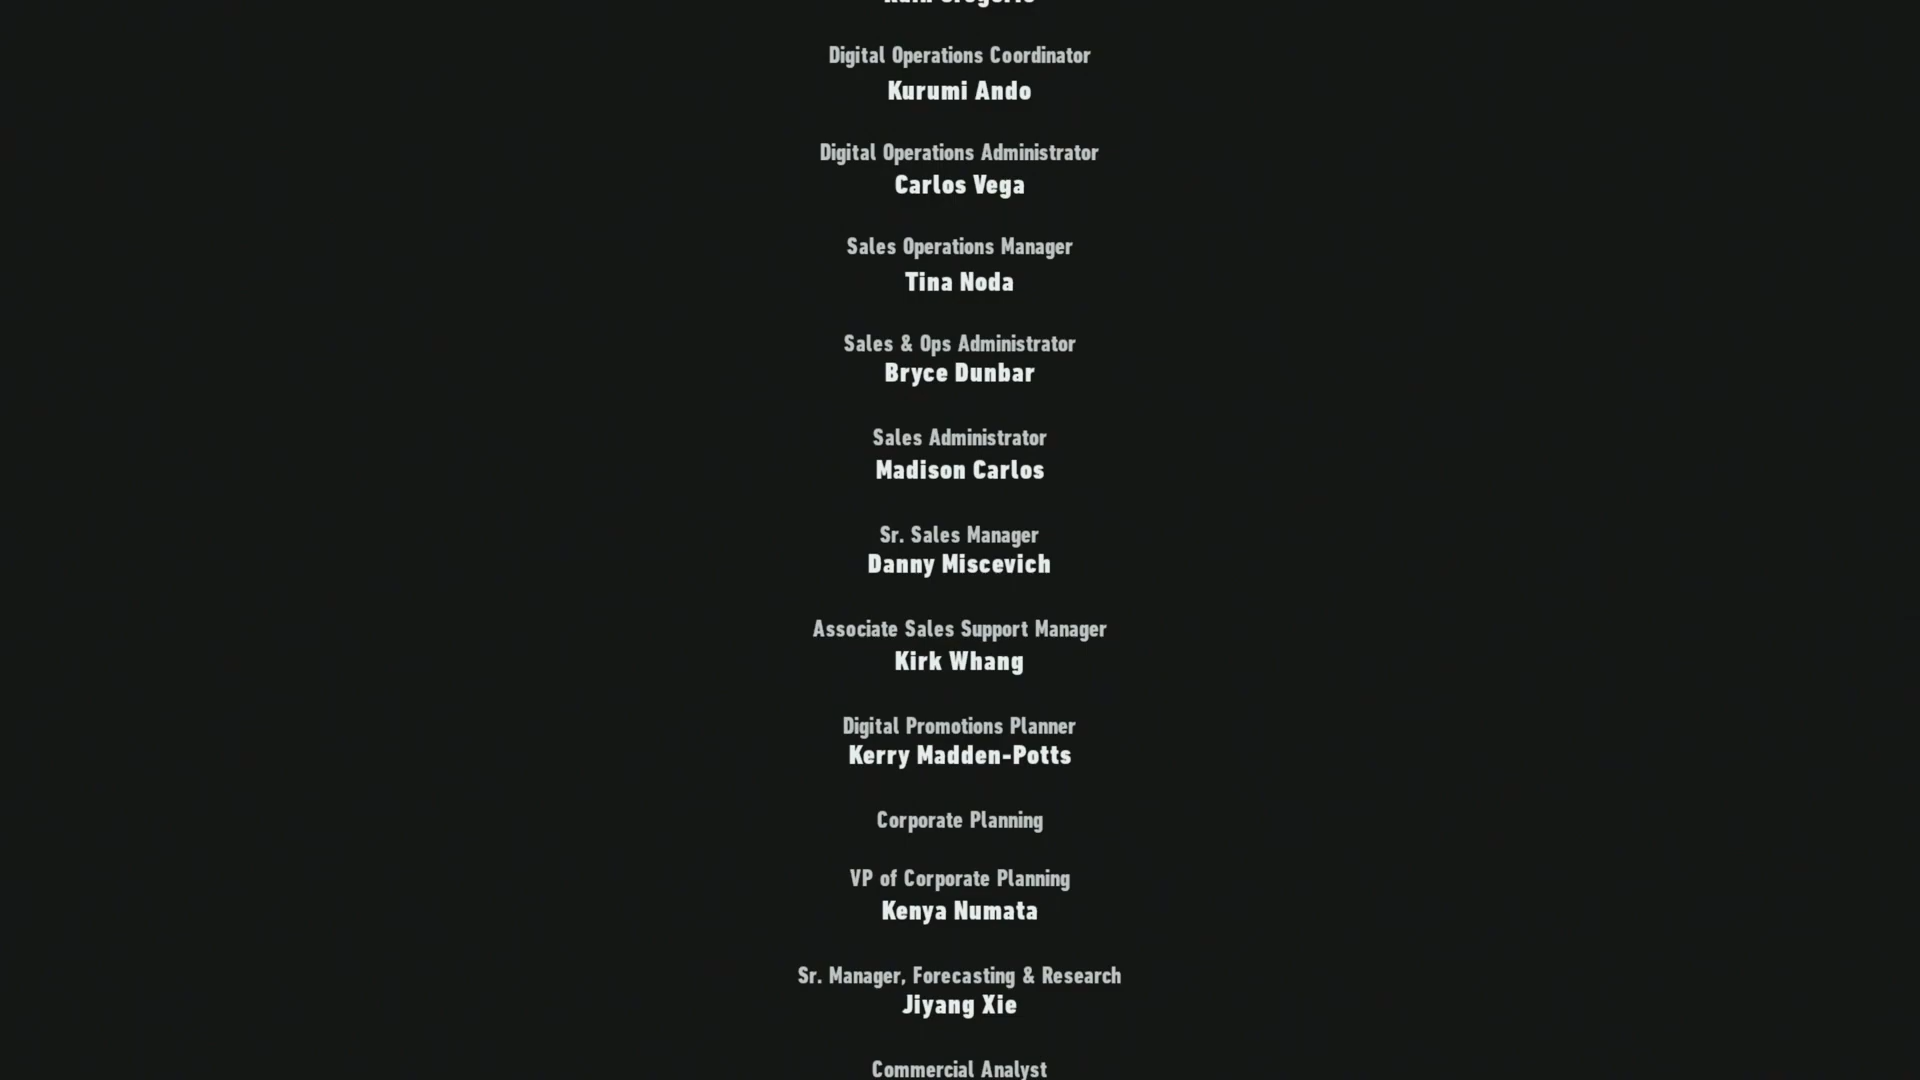 Digital Operations Coordinator
Kurumi Ando
Digital Operations Administrator
Carlos Vega
Sales Operations Manager
Tina Noda
Sales & Ops Administrator
Bryce Dunbar
Sales Administrator
Madison Carlos
Sr. Sales Manager
Danny Miscevich
Associate Sales Support Manager
Kirk Whang
Digital Promotions Planner
Kerry Madden-Potts
Corporate Planning
VP of Corporate Planning
Kenya Numata
Sr. Manager, Forecasting & Research
Jiyang Xie
Commercial Analyst